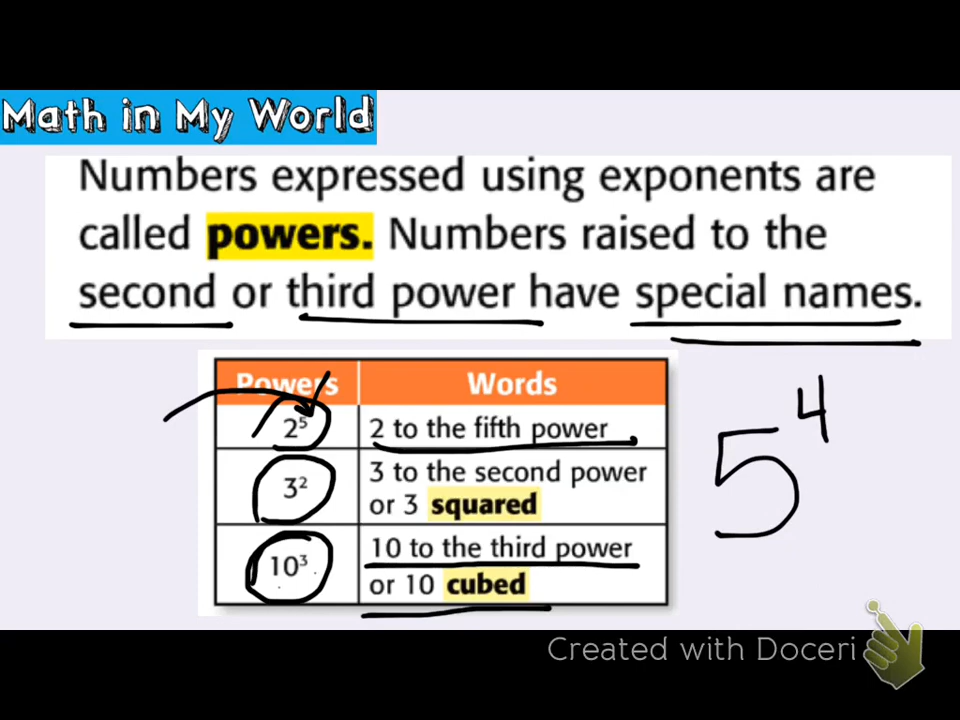 Math in My World
Numbers expressed using exponents are
called powers. Numbers raised to the
second or third power have special names.
Powers Words
2⁵ 2 to the fifth power
3² 3 to the second power
or 3 squared
10³ 10 to the third power
or 10 cubed
5⁴
Created with Doceri